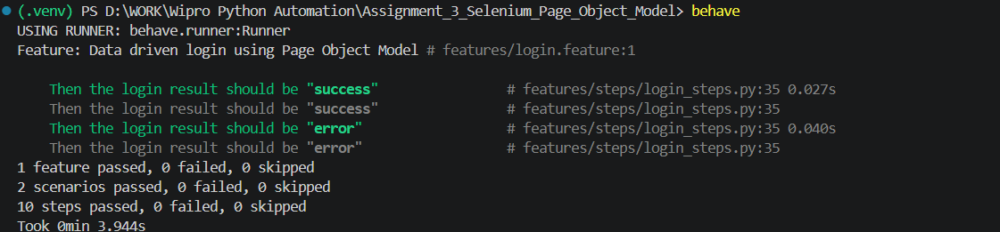 (.venv) PS D:\WORK\Wipro Python Automation\Assignment_3_Selenium_Page_Object_Model> behave
USING RUNNER: behave.runner:Runner
Feature: Data driven login using Page Object Model # features/login.feature:1
Then the login result should be "success" # features/steps/login_steps.py:35 0.027s
Then the login result should be "success" # features/steps/login_steps.py:35
Then the login result should be "error" # features/steps/login_steps.py:35 0.040s
Then the login result should be "error" # features/steps/login_steps.py:35
1 feature passed, 0 failed, 0 skipped
2 scenarios passed, 0 failed, 0 skipped
10 steps passed, 0 failed, 0 skipped
Took 0min 3.944s